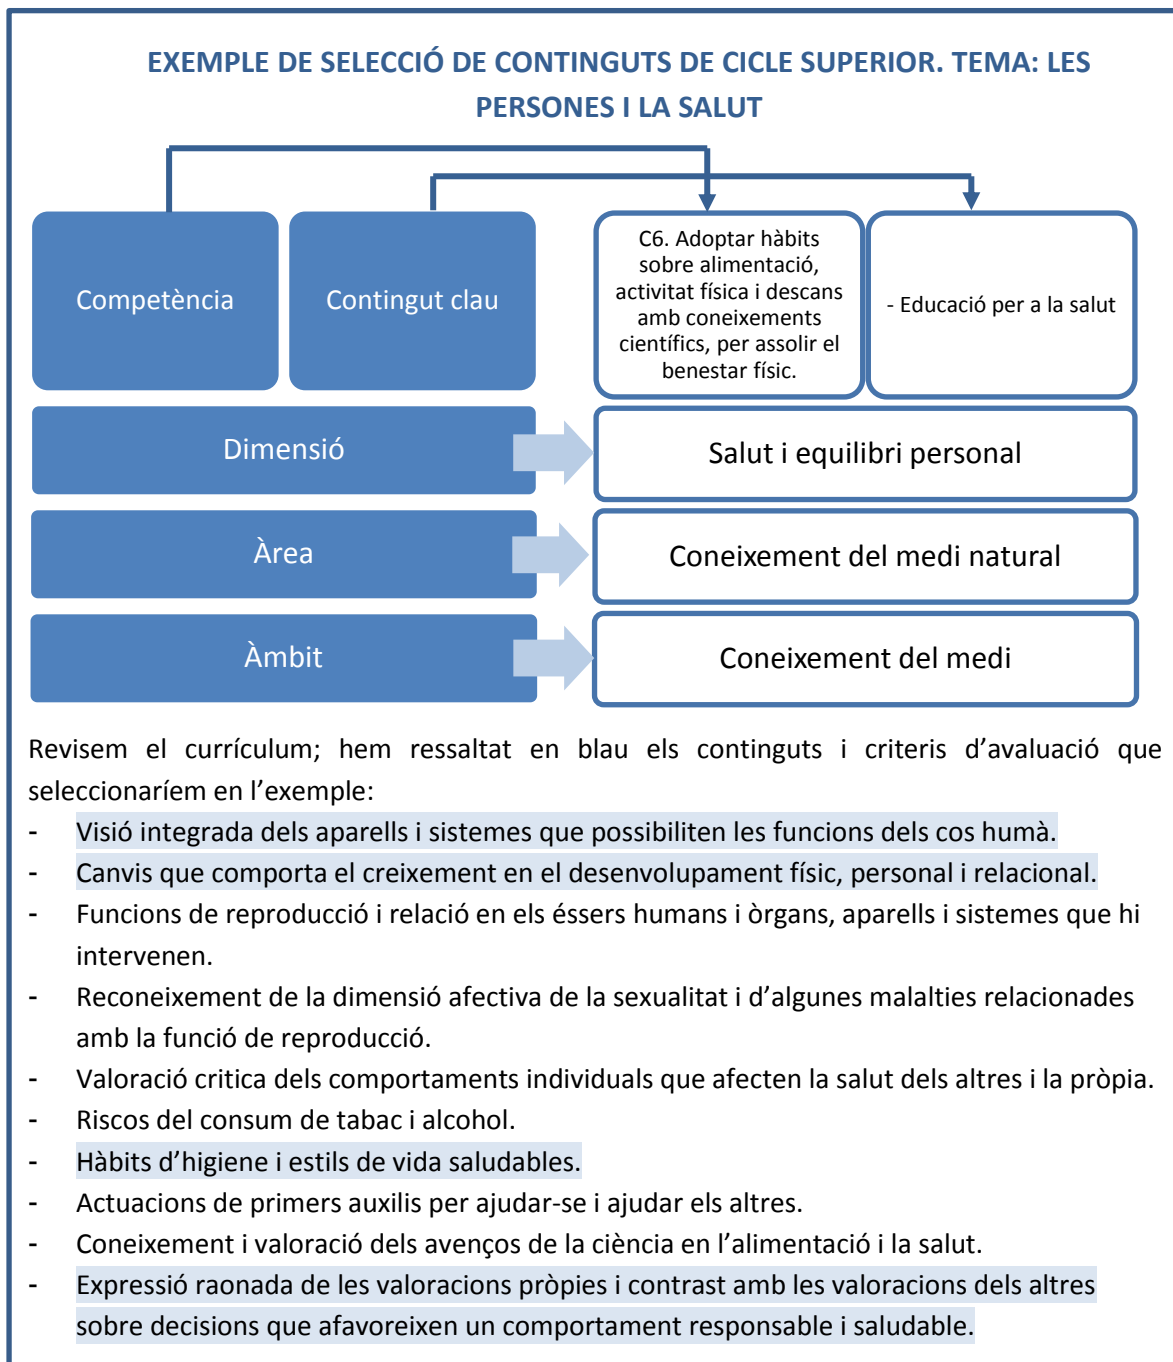 EXEMPLE DE SELECCIÓ DE CONTINGUTS DE CICLE SUPERIOR. TEMA: LES
PERSONES I LA SALUT
Competència
Contingut clau
C6. Adoptar hàbits
sobre alimentació,
activitat física i descans
amb coneixements
científics, per assolir el
benestar físic.
- Educació per a la salut
Dimensió
Salut i equilibri personal
Àrea
Coneixement del medi natural
Àmbit
Coneixement del medi
Revisem el currículum; hem ressaltat en blau els continguts i criteris d’avaluació que
seleccionaríem en l’exemple:
- Visió integrada dels aparells i sistemes que possibiliten les funcions dels cos humà.
- Canvis que comporta el creixement en el desenvolupament físic, personal i relacional.
- Funcions de reproducció i relació en els éssers humans i òrgans, aparells i sistemes que hi
intervenen.
- Reconeixement de la dimensió afectiva de la sexualitat i d’algunes malalties relacionades
amb la funció de reproducció.
- Valoració critica dels comportaments individuals que afecten la salut dels altres i la pròpia.
- Riscos del consum de tabac i alcohol.
- Hàbits d’higiene i estils de vida saludables.
- Actuacions de primers auxilis per ajudar-se i ajudar els altres.
- Coneixement i valoració dels avenços de la ciència en l’alimentació i la salut.
- Expressió raonada de les valoracions pròpies i contrast amb les valoracions dels altres
sobre decisions que afavoreixen un comportament responsable i saludable.